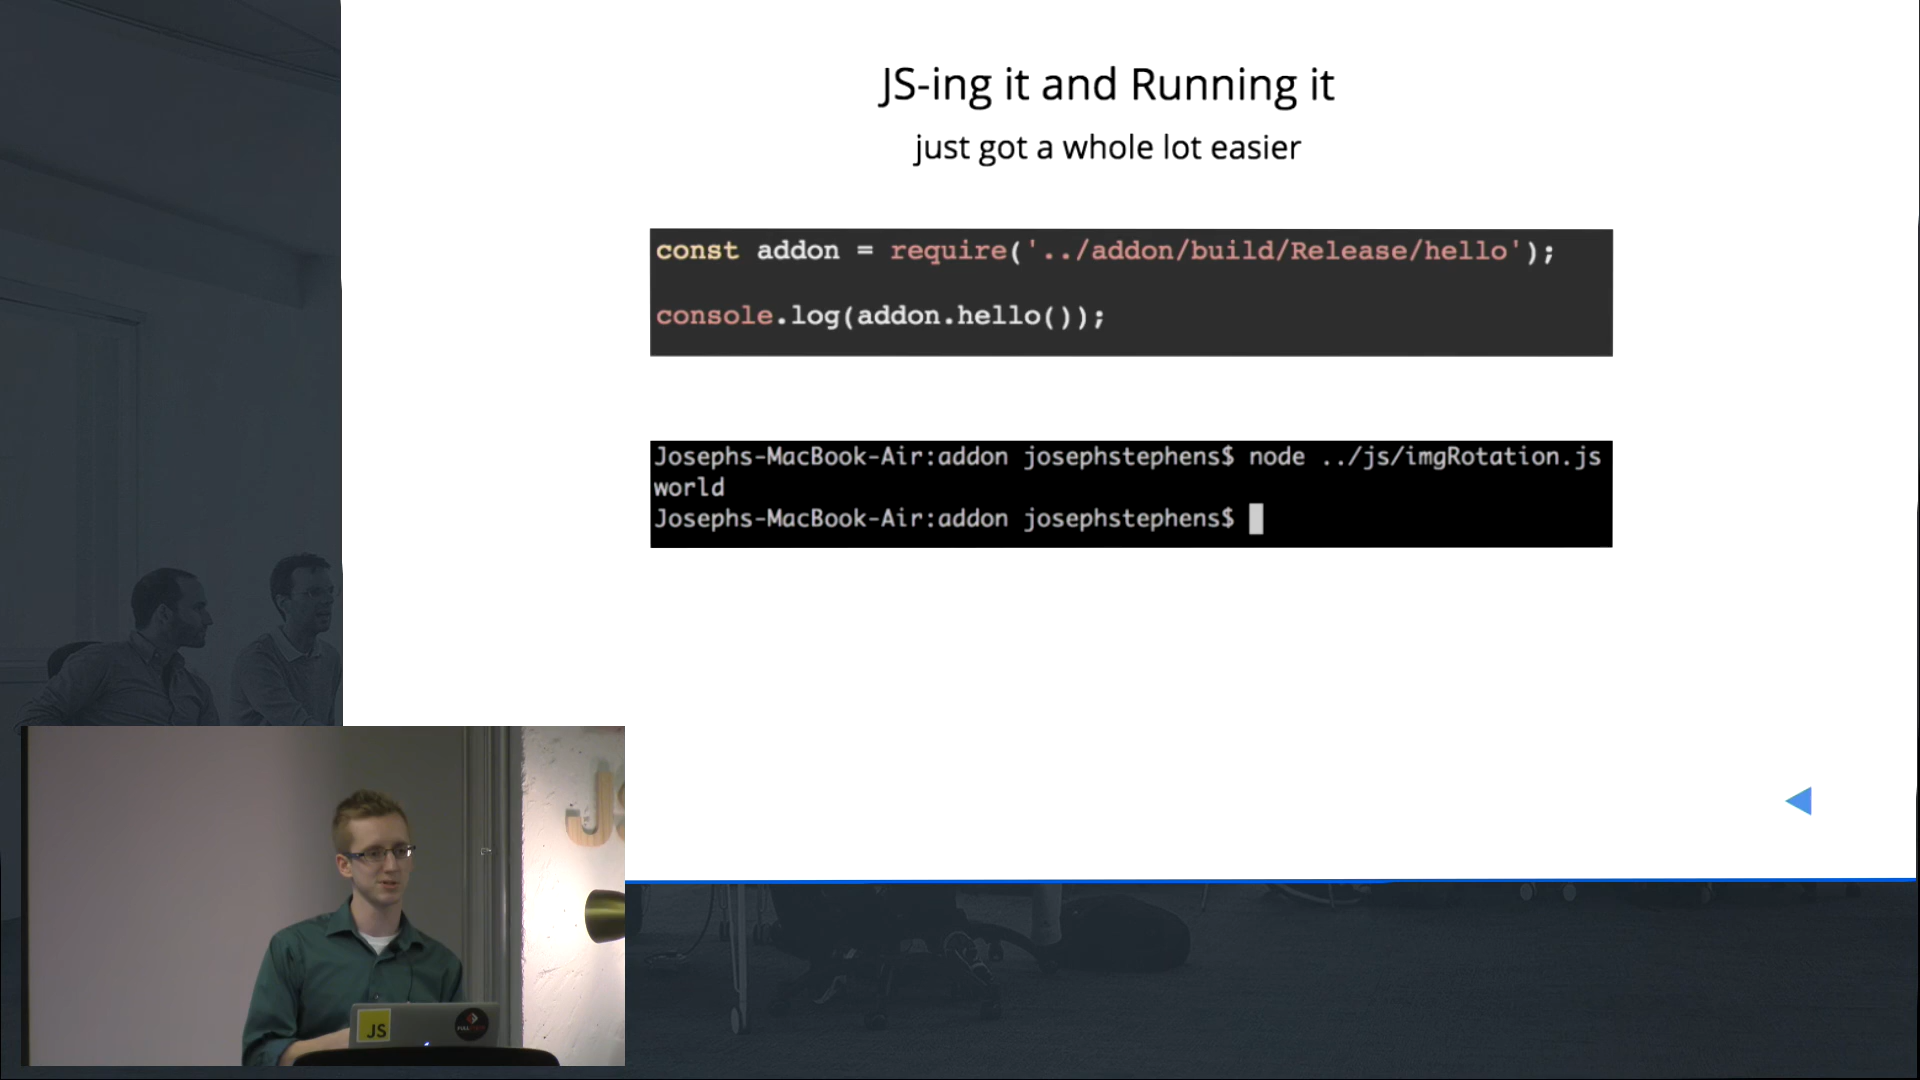 JS-ing it and Running it
just got a whole lot easier
const addon = require('../addon/build/Release/hello');
console.log(addon.hello());
Josephs-MacBook-Air:addon josephstephens$ node ../js/imgRotation.js
world
Josephs-MacBook-Air:addon josephstephens$
JS
JS